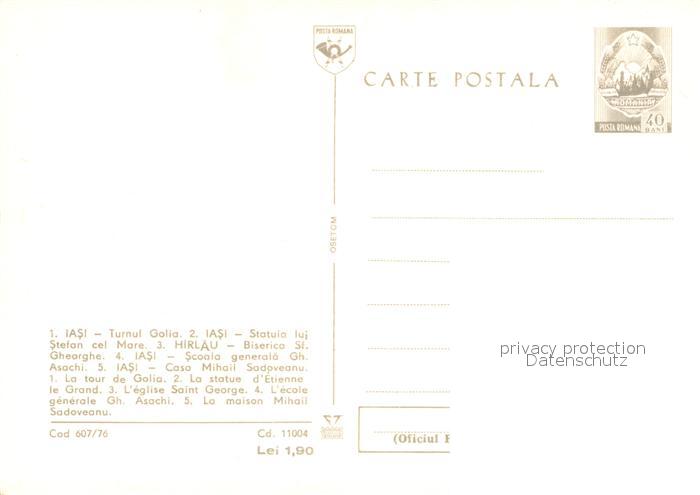 POSTA ROMANA
CARTE POSTALA
ROMANIA
POSTA ROMANA 40
BANI
OSETCM
privacy protection
Datenschutz
1. IAȘI – Turnul Golia. 2. IAȘI – Statuia lui
Ștefan cel Mare. 3. HÎRLĂU – Biserica Sf.
Gheorghe. 4. IAȘI – Școala generală Gh.
Asachi. 5. IAȘI – Casa Mihail Sadoveanu.
1. La tour de Golia. 2. La statue d'Étienne
le Grand. 3. L'église Saint George. 4. L'école
générale Gh. Asachi. 5. La maison Mihail
Sadoveanu.
Cod 607/76 Cd. 11004
Lei 1,90
(Oficiul